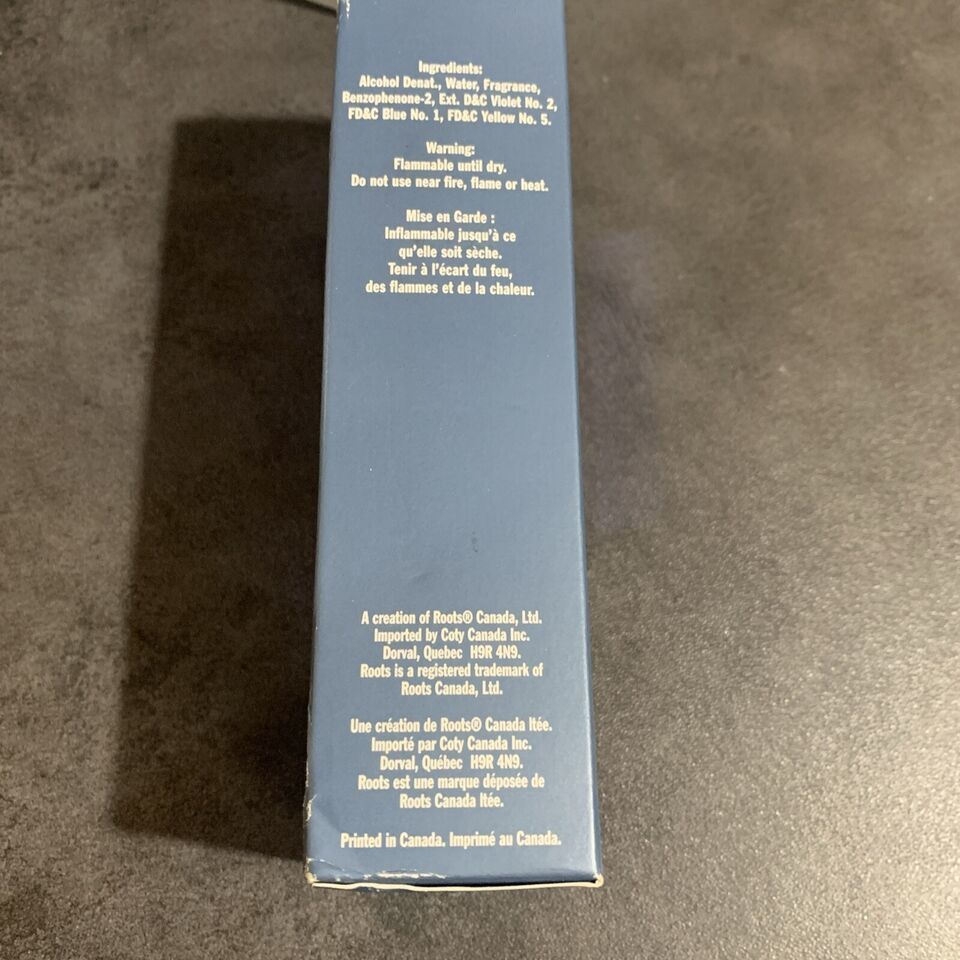 Ingredients:
Alcohol Denat., Water, Fragrance,
Benzophenone-2, Ext. D&C Violet No. 2,
FD&C Blue No. 1, FD&C Yellow No. 5.
Warning:
Flammable until dry.
Do not use near fire, flame or heat.
Mise en Garde :
Inflammable jusqu'à ce
qu'elle soit sèche.
Tenir à l'écart du feu,
des flammes et de la chaleur.
A creation of Roots® Canada, Ltd.
Imported by Coty Canada Inc.
Dorval, Quebec H9R 4N9.
Roots is a registered trademark of
Roots Canada, Ltd.
Une création de Roots® Canada ltée.
Importé par Coty Canada Inc.
Dorval, Québec H9R 4N9.
Roots est une marque déposée de
Roots Canada ltée.
Printed in Canada. Imprimé au Canada.